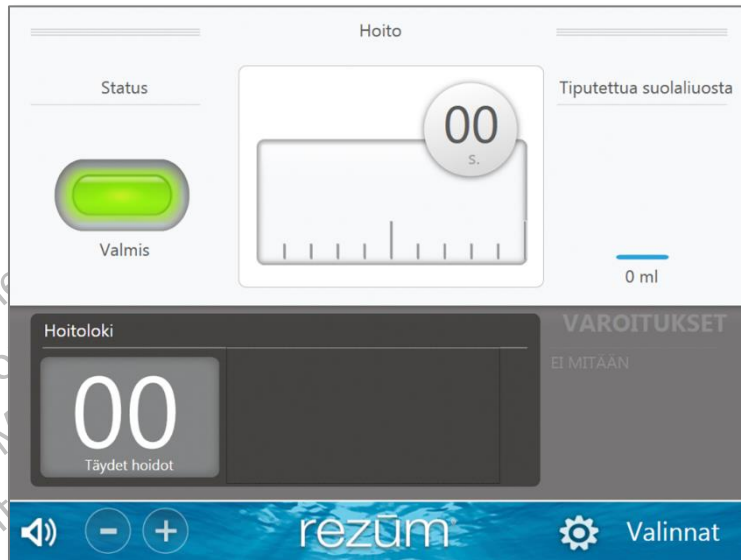 Hoito
Status
Tiputettua suolaliuosta
00
s.
Valmis
0 ml
Hoitoloki
VAROITUKSET
EI MITÄÄN
00
Täydet hoidot
- +
rezūm
Valinnat